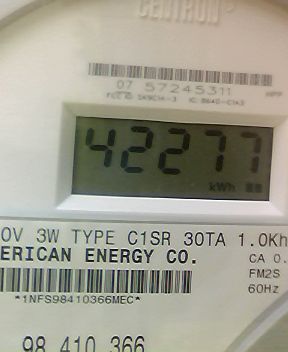 CENTRON
07 57245311
42277
kWh
0V 3W TYPE C1SR 30TA 1.0Kh
ERICAN ENERGY CO.
CA 0.
FM2S
60Hz
*1NFS98410366MEC*
98 410 366